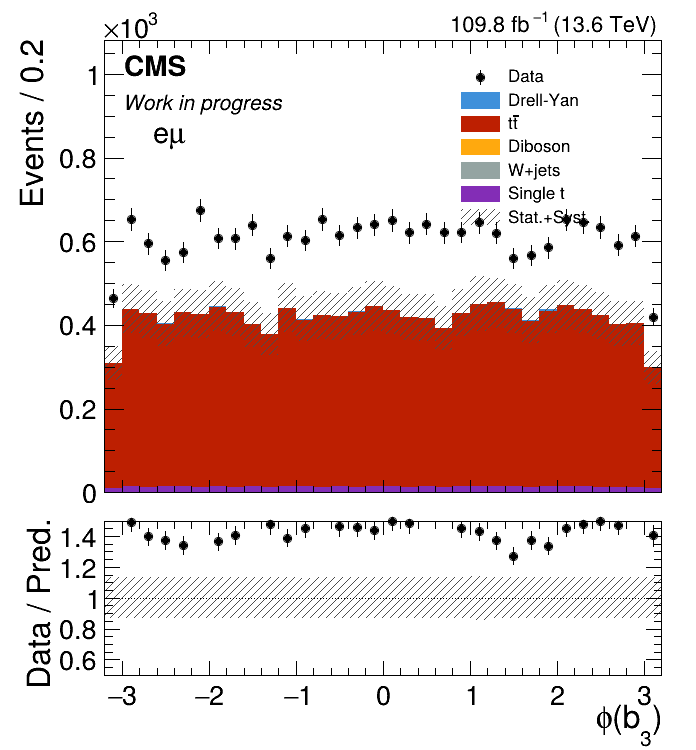 ×10³
109.8 fb⁻¹ (13.6 TeV)
CMS
Work in progress
eμ
Data
Drell-Yan
tt̄
Diboson
W+jets
Single t
Stat.+Syst.
Events / 0.2
1
0.8
0.6
0.4
0.2
0
Data / Pred.
1.4
1.2
1
0.8
0.6
−3 −2 −1 0 1 2 3
ϕ(b₃)